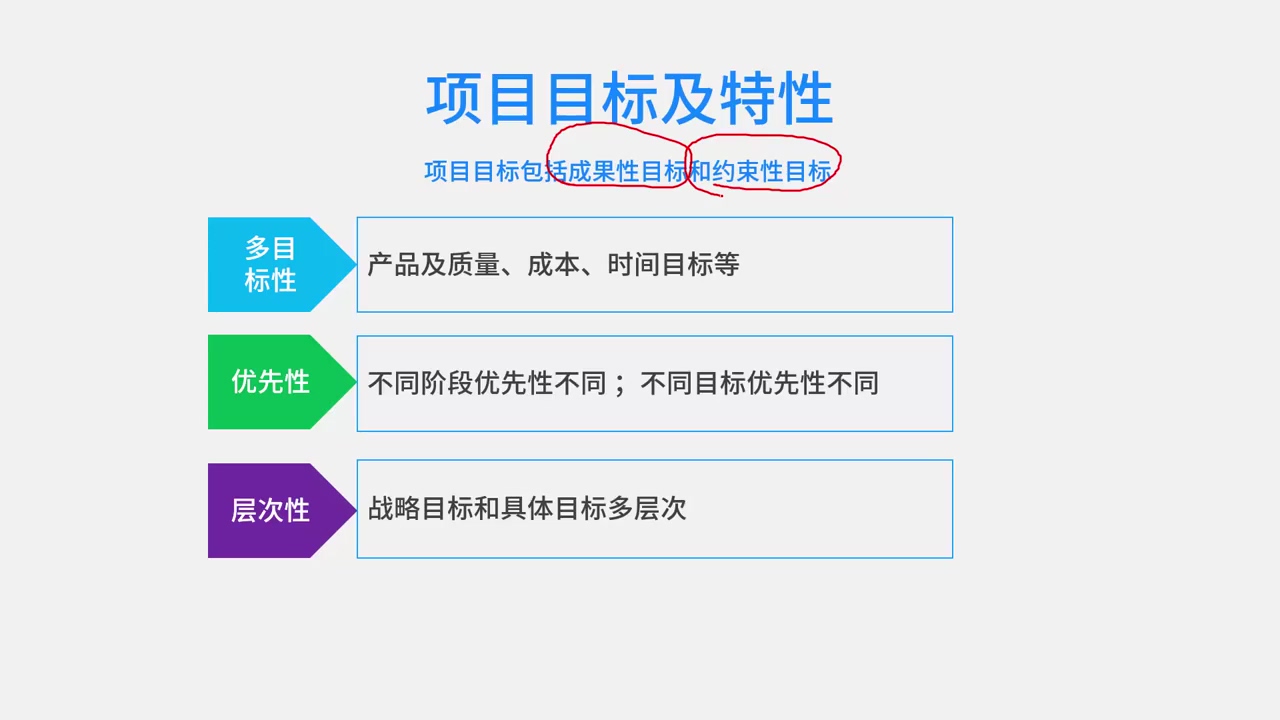 项目目标及特性
项目目标包括成果性目标和约束性目标
多目
标性
产品及质量、成本、时间目标等
优先性
不同阶段优先性不同；不同目标优先性不同
层次性
战略目标和具体目标多层次